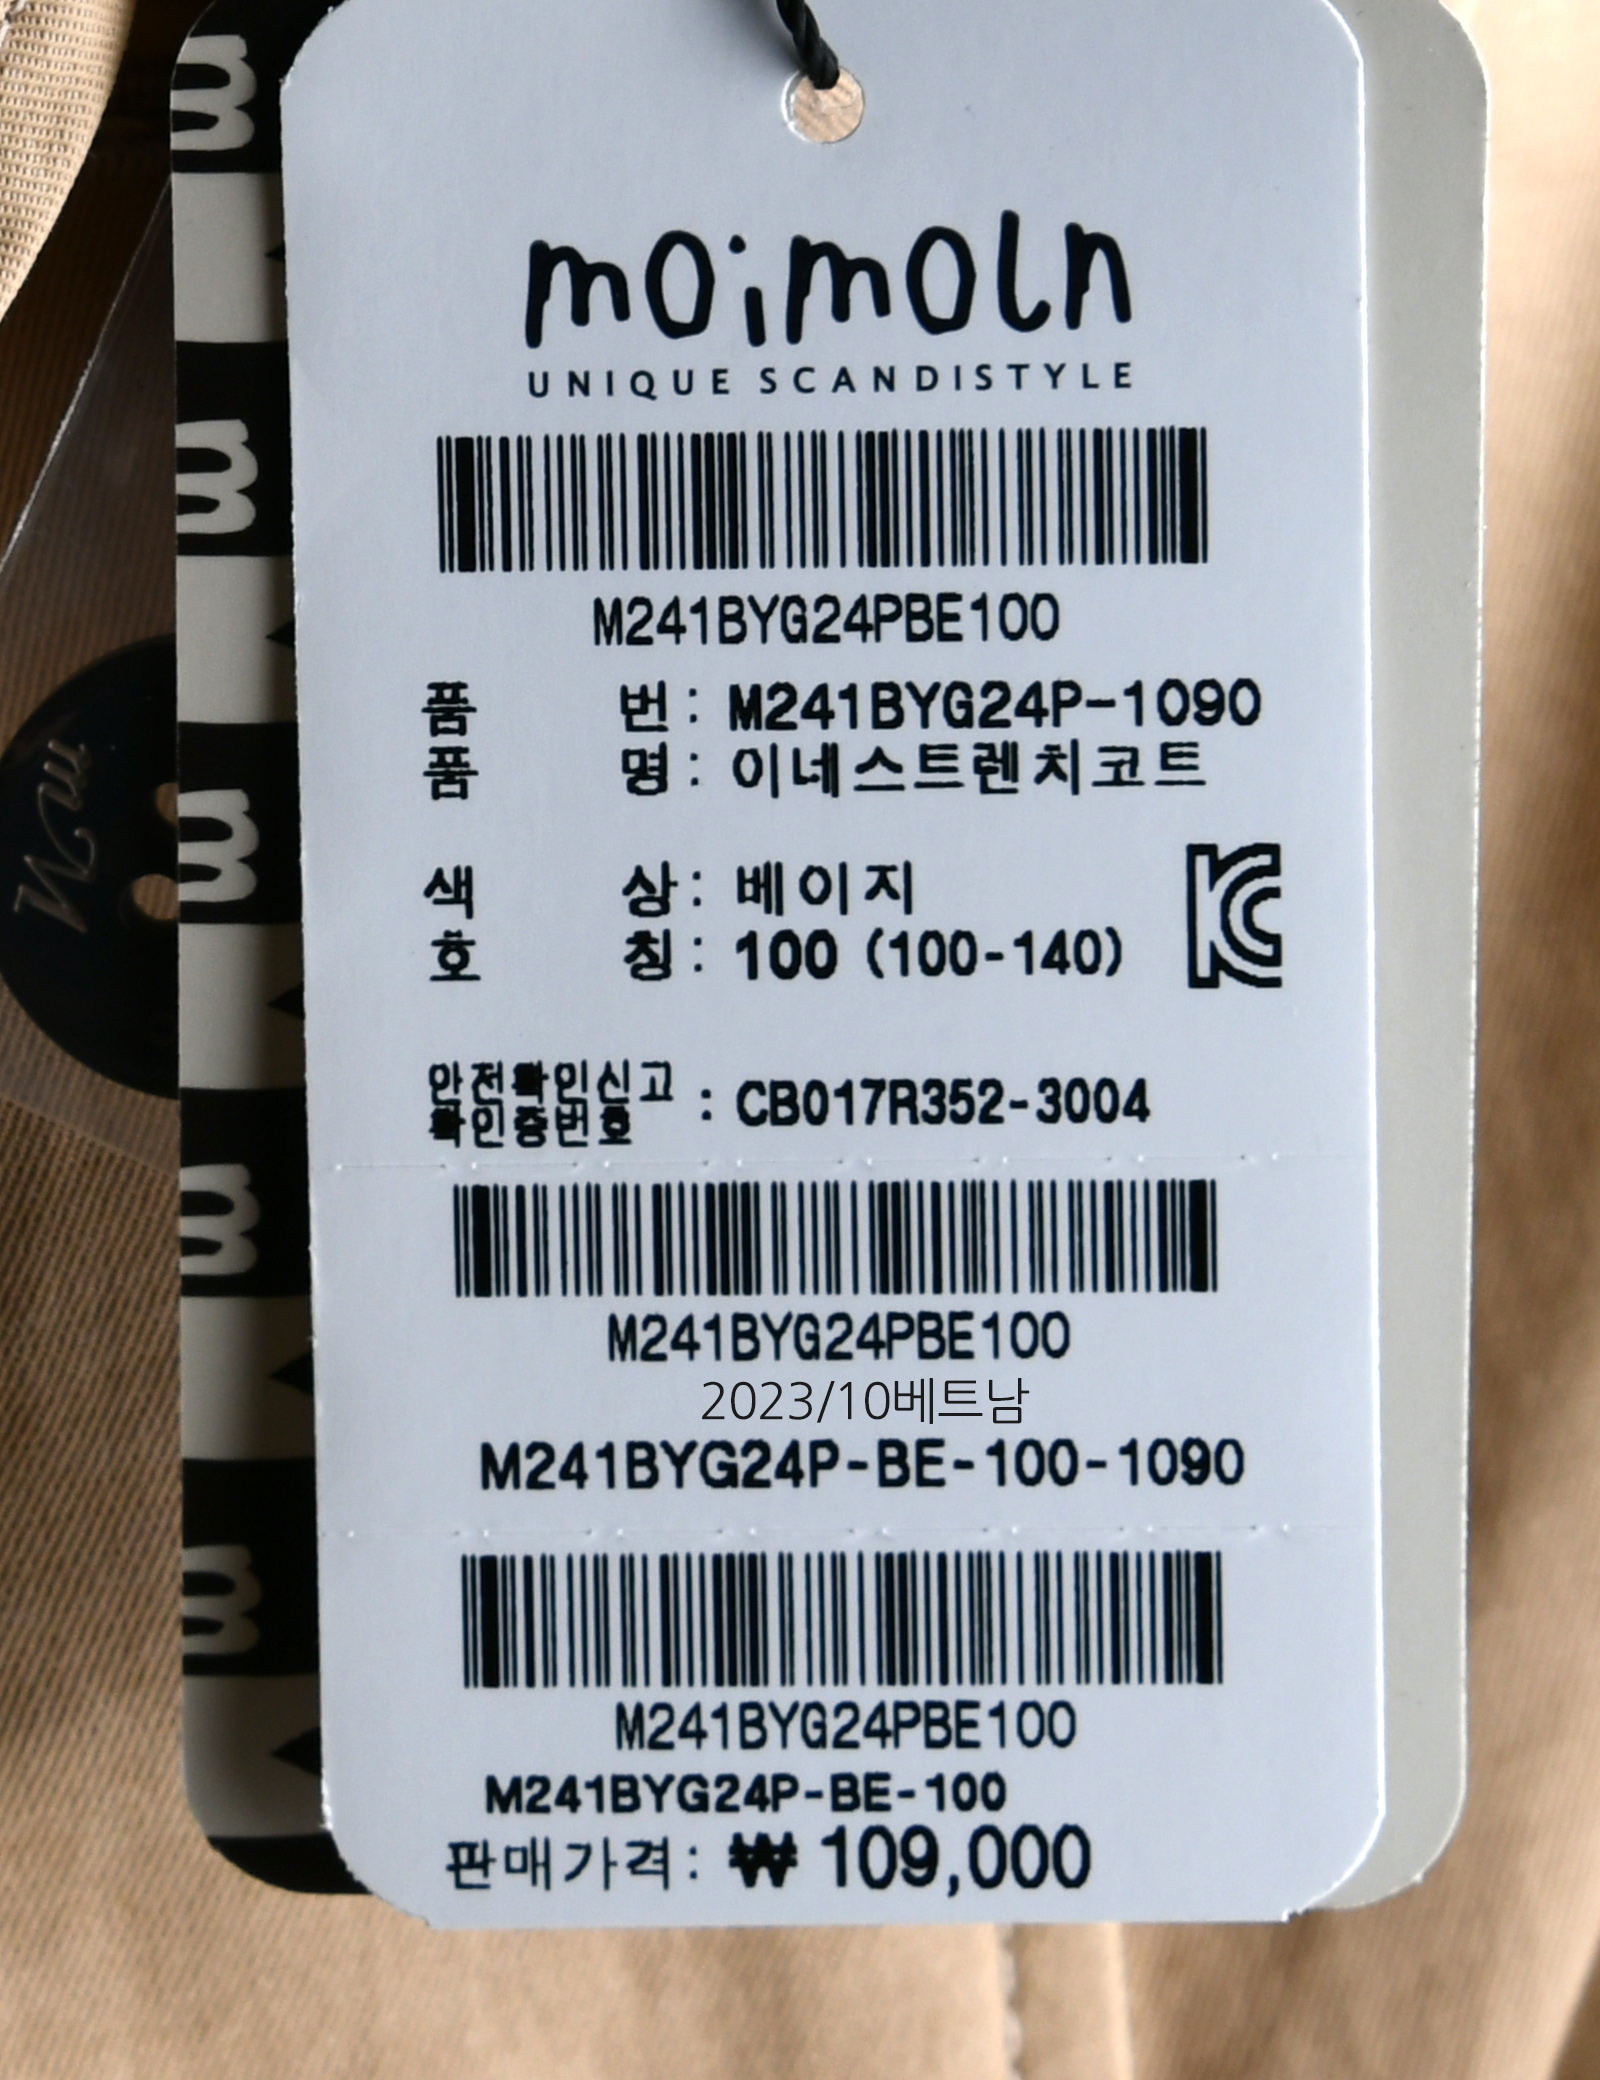 moimoln
UNIQUE SCANDISTYLE
M241BYG24PBE100
품 번: M241BYG24P-1090
품 명: 이네스트렌치코트
색 상: 베이지
호 칭: 100 (100-140)
안전확인신고
확인증번호 : CB017R352-3004
M241BYG24PBE100
2023/10베트남
M241BYG24P-BE-100-1090
M241BYG24PBE100
M241BYG24P-BE-100
판매가격: ₩ 109,000